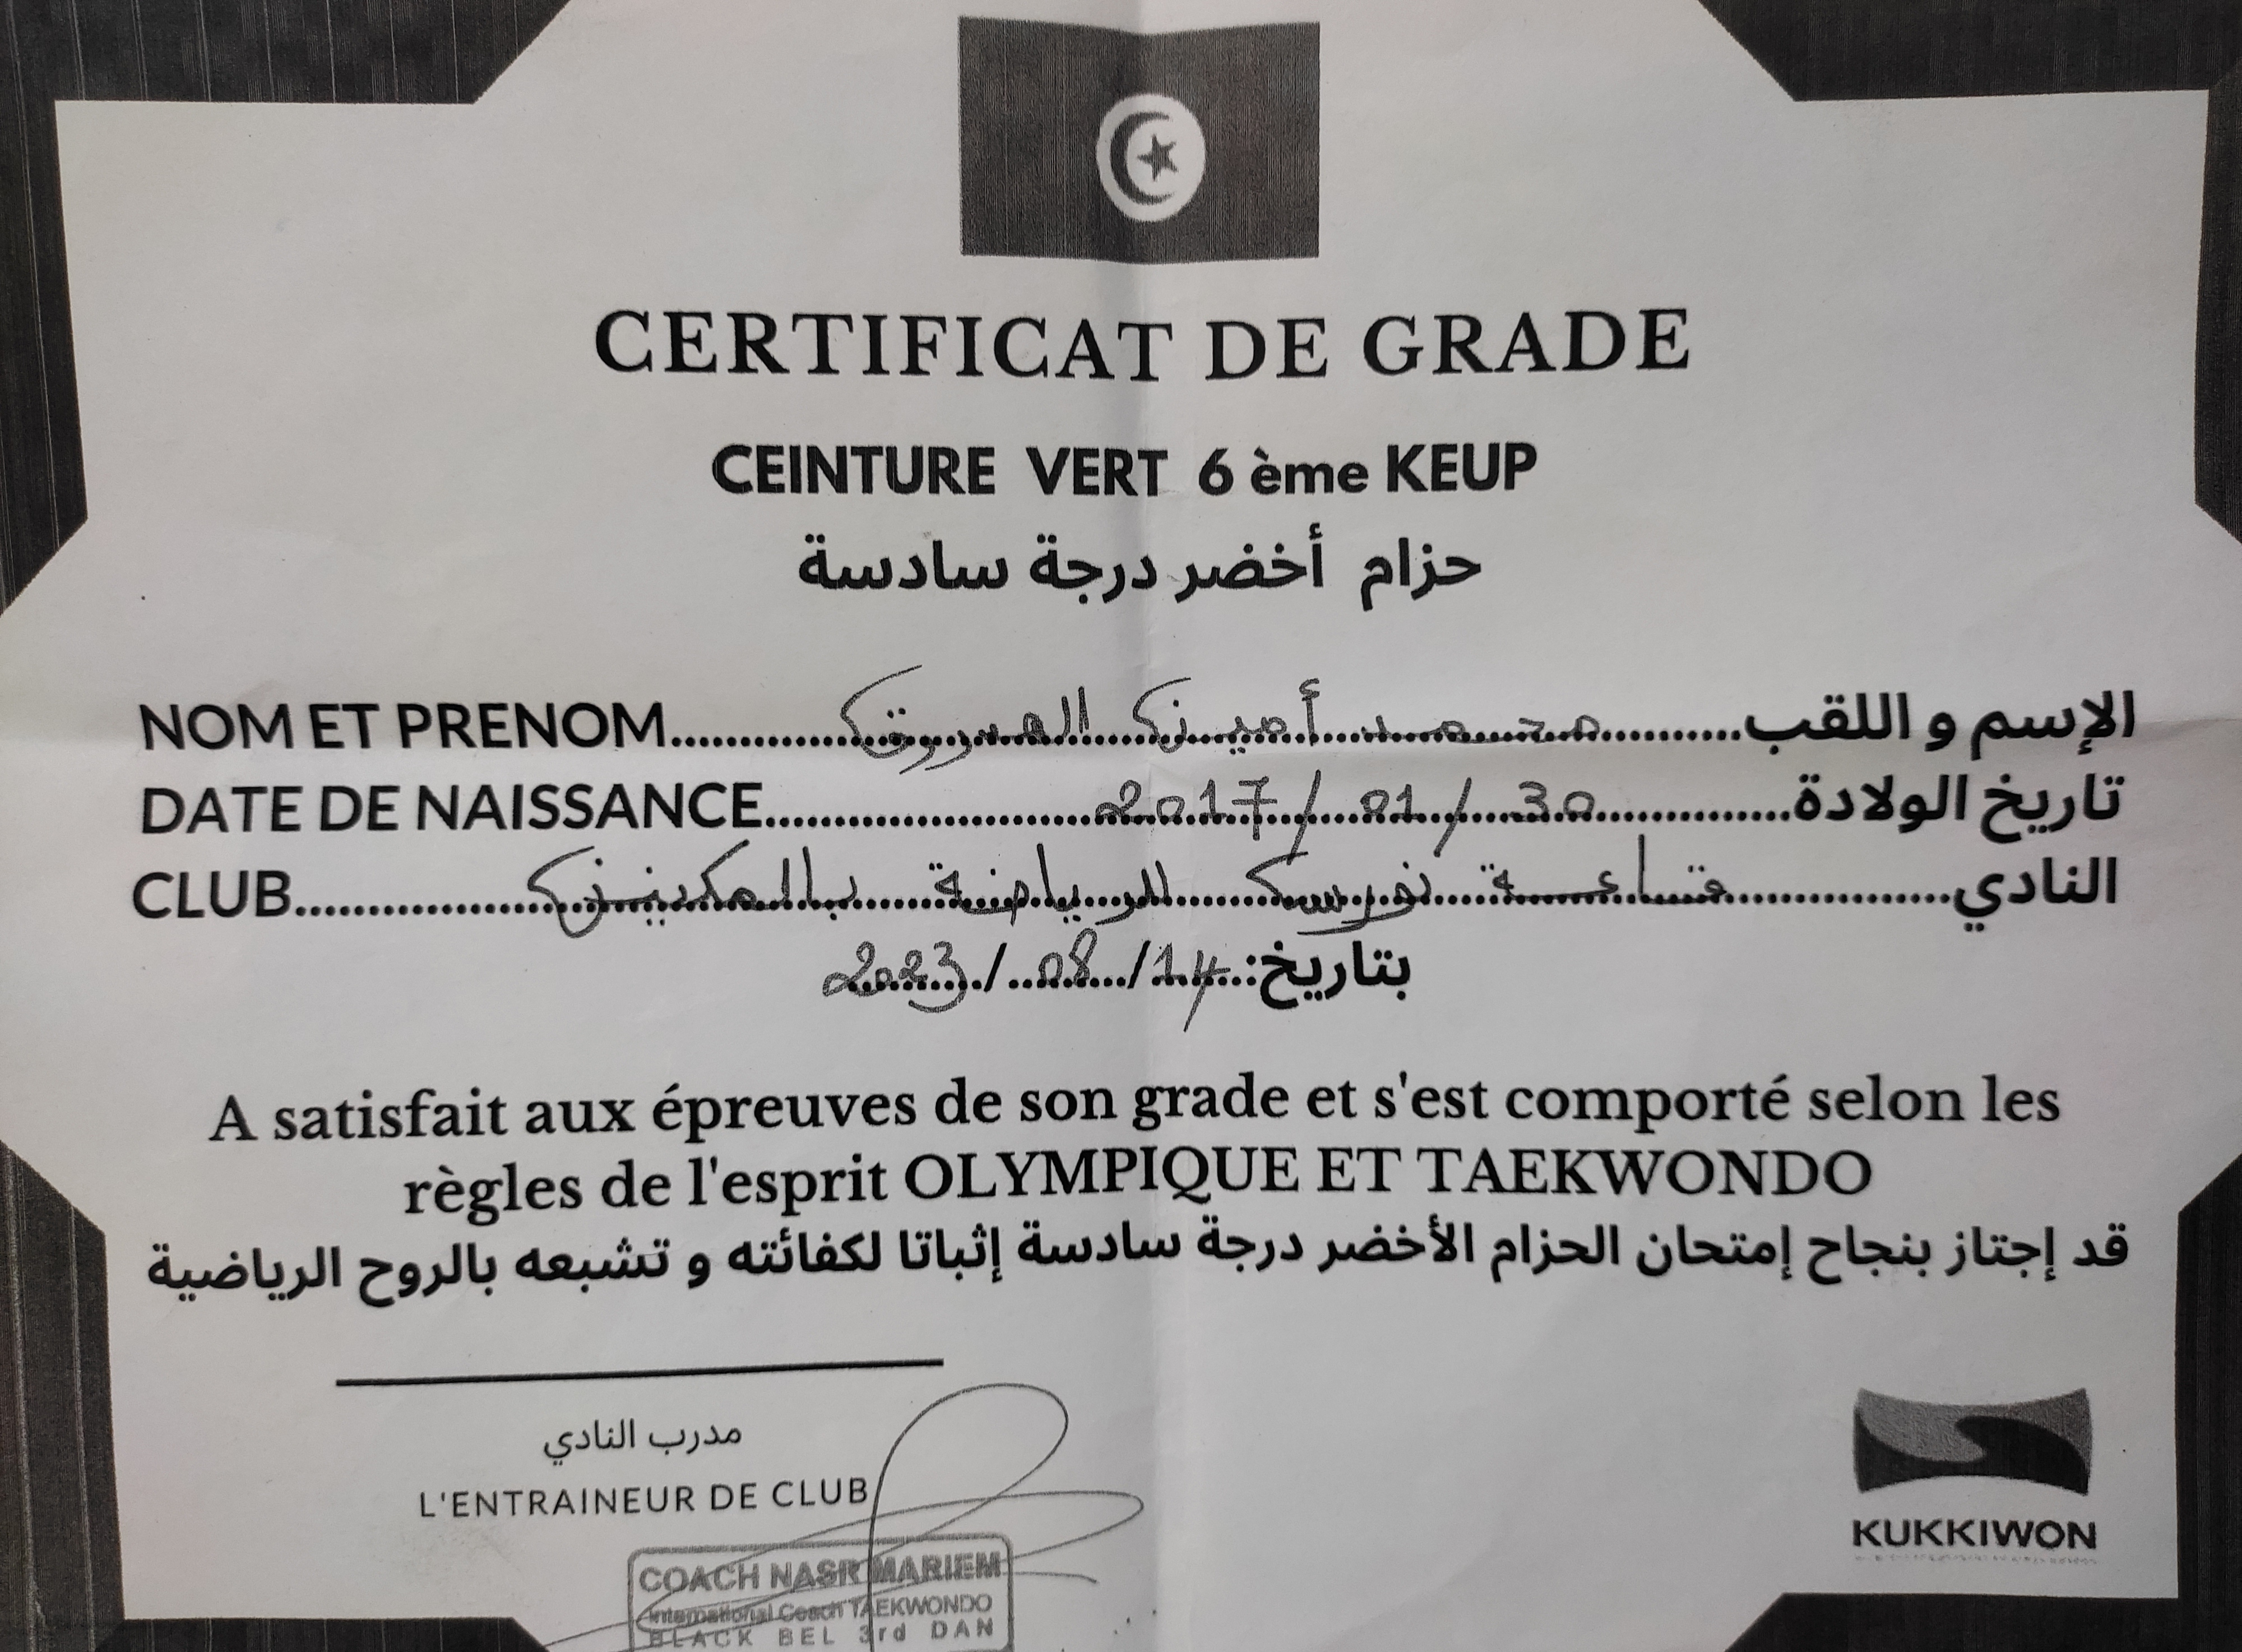 CERTIFICAT DE GRADE
CEINTURE VERT 6 ème KEUP
حزام أخضر درجة سادسة
NOM ET PRENOM.....محمد أمين المروقي.....الإسم و اللقب
DATE DE NAISSANCE.....2017/01/30.....تاريخ الولادة
CLUB.....قاعة نورس للرياضة بالمكنين.....النادي
بتاريخ: 14/08/2023
A satisfait aux épreuves de son grade et s'est comporté selon les
règles de l'esprit OLYMPIQUE ET TAEKWONDO
قد إجتاز بنجاح إمتحان الحزام الأخضر درجة سادسة إثباتا لكفائته و تشبعه بالروح الرياضية
مدرب النادي
L'ENTRAINEUR DE CLUB
COACH NASR MARIEM
International Coach TAEKWONDO
BLACK BEL 3rd DAN
KUKKIWON